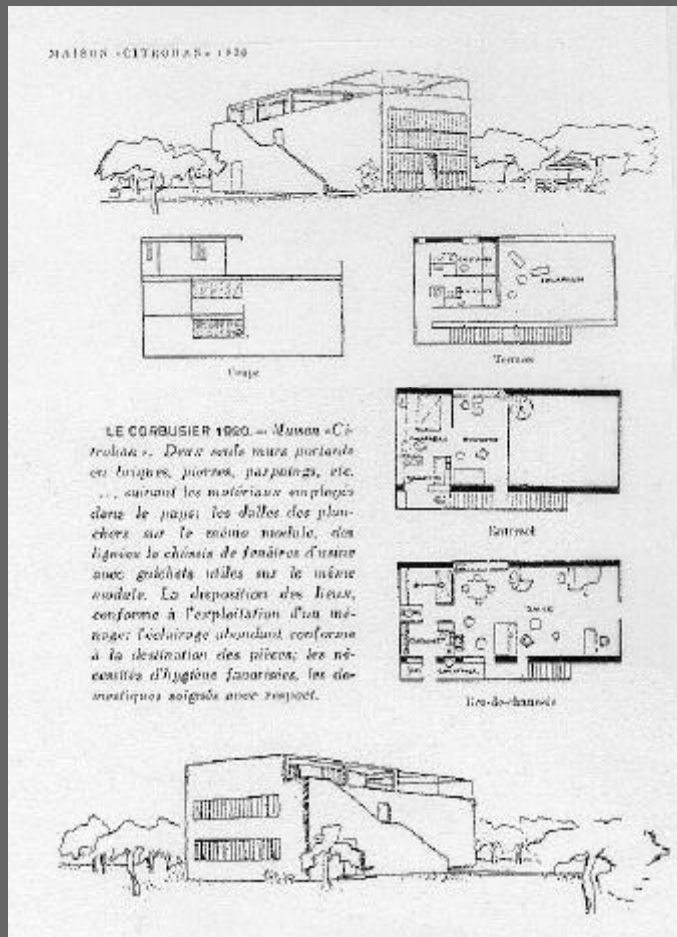 MAISON «CITROHAN» 1920
Coupe
Terrasse
SOLARIUM
LE CORBUSIER 1920. — Maison «Ci-
trohan». Deux seuls murs portants
en briques, pierres, parpaings, etc.
... suivant les matériaux employés
dans le pays; les dalles des plan-
chers sur le même module, des
lignées le châssis de fenêtres d'usine
avec guichets utiles sur le même
module. La disposition des lieux,
conforme à l'exploitation d'un mé-
nage; l'éclairage abondant conforme
à la destination des pièces; les né-
cessités d'hygiène favorisées, les do-
mestiques soignés avec respect.
Entresol
SALLE
Rez-de-chaussée